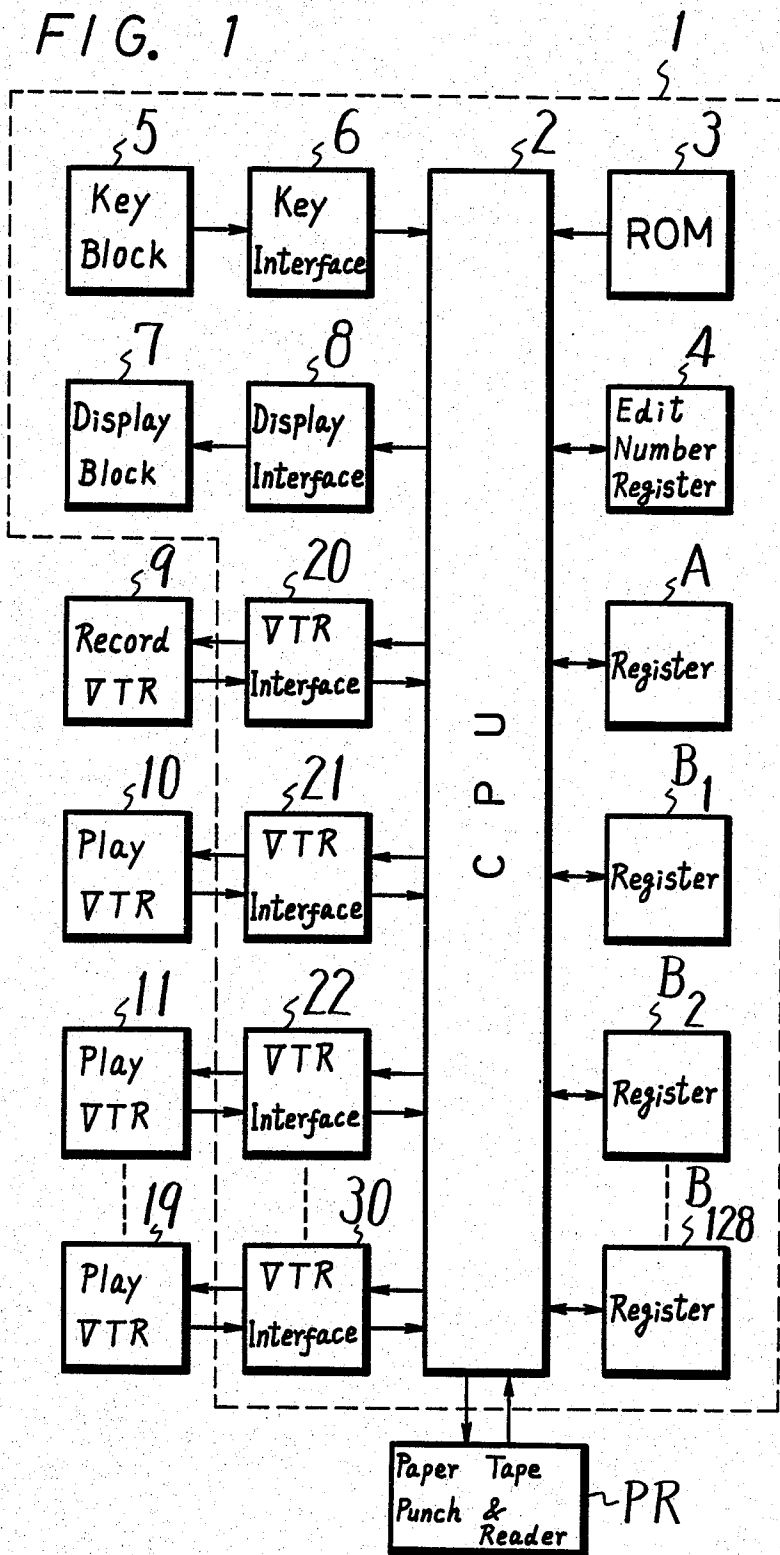 FIG. 1
1
5
6
2
3
Key
Block
Key
Interface
ROM
7
8
4
Display
Block
Display
Interface
Edit
Number
Register
9
20
A
Record
VTR
VTR
Interface
Register
CPU
10
21
B1
Play
VTR
VTR
Interface
Register
11
22
B2
Play
VTR
VTR
Interface
Register
19
30
B128
Play
VTR
VTR
Interface
Register
Paper Tape
Punch &
Reader
PR